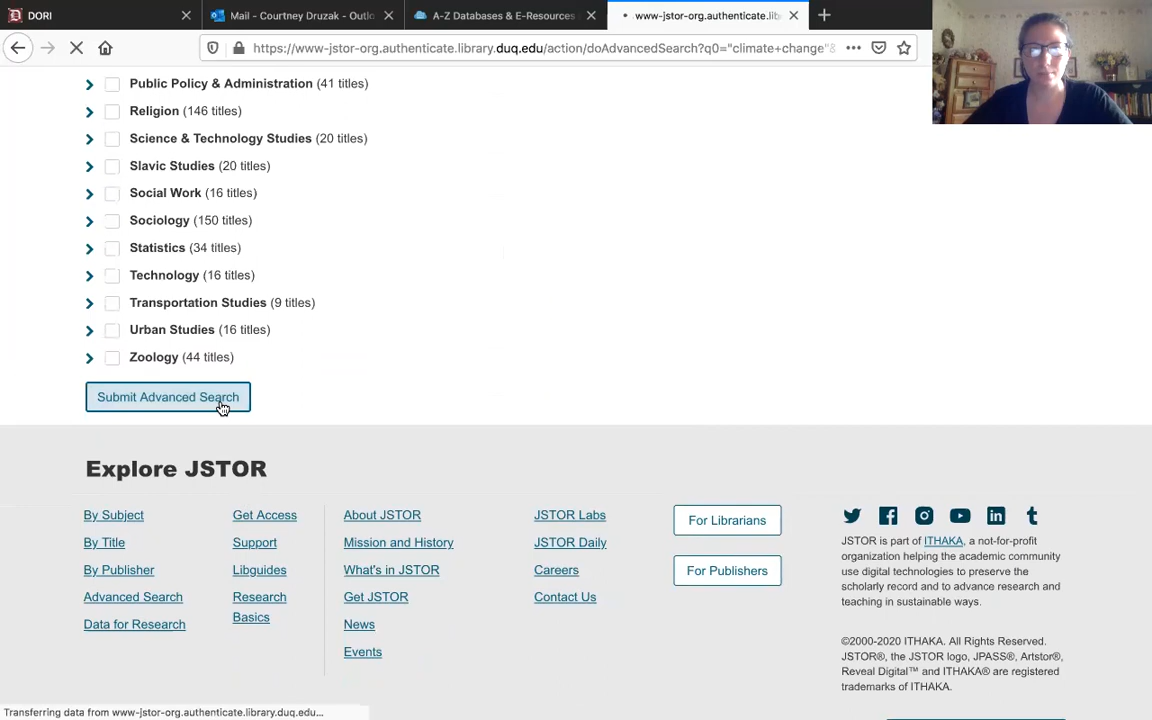 DORI
Mail - Courtney Druzak - Outlo
A-Z Databases & E-Resources
www-jstor-org.authenticate.lib
https://www-jstor-org.authenticate.library.duq.edu/action/doAdvancedSearch?q0="climate+change"&
Public Policy & Administration (41 titles)
Religion (146 titles)
Science & Technology Studies (20 titles)
Slavic Studies (20 titles)
Social Work (16 titles)
Sociology (150 titles)
Statistics (34 titles)
Technology (16 titles)
Transportation Studies (9 titles)
Urban Studies (16 titles)
Zoology (44 titles)
Submit Advanced Search
Explore JSTOR
By Subject
By Title
By Publisher
Advanced Search
Data for Research
Get Access
Support
Libguides
Research
Basics
About JSTOR
Mission and History
What's in JSTOR
Get JSTOR
News
Events
JSTOR Labs
JSTOR Daily
Careers
Contact Us
For Librarians
For Publishers
JSTOR is part of ITHAKA, a not-for-profit
organization helping the academic community
use digital technologies to preserve the
scholarly record and to advance research and
teaching in sustainable ways.
©2000-2020 ITHAKA. All Rights Reserved.
JSTOR®, the JSTOR logo, JPASS®, Artstor®,
Reveal Digital™ and ITHAKA® are registered
trademarks of ITHAKA.
Transferring data from www-jstor-org.authenticate.library.duq.edu...